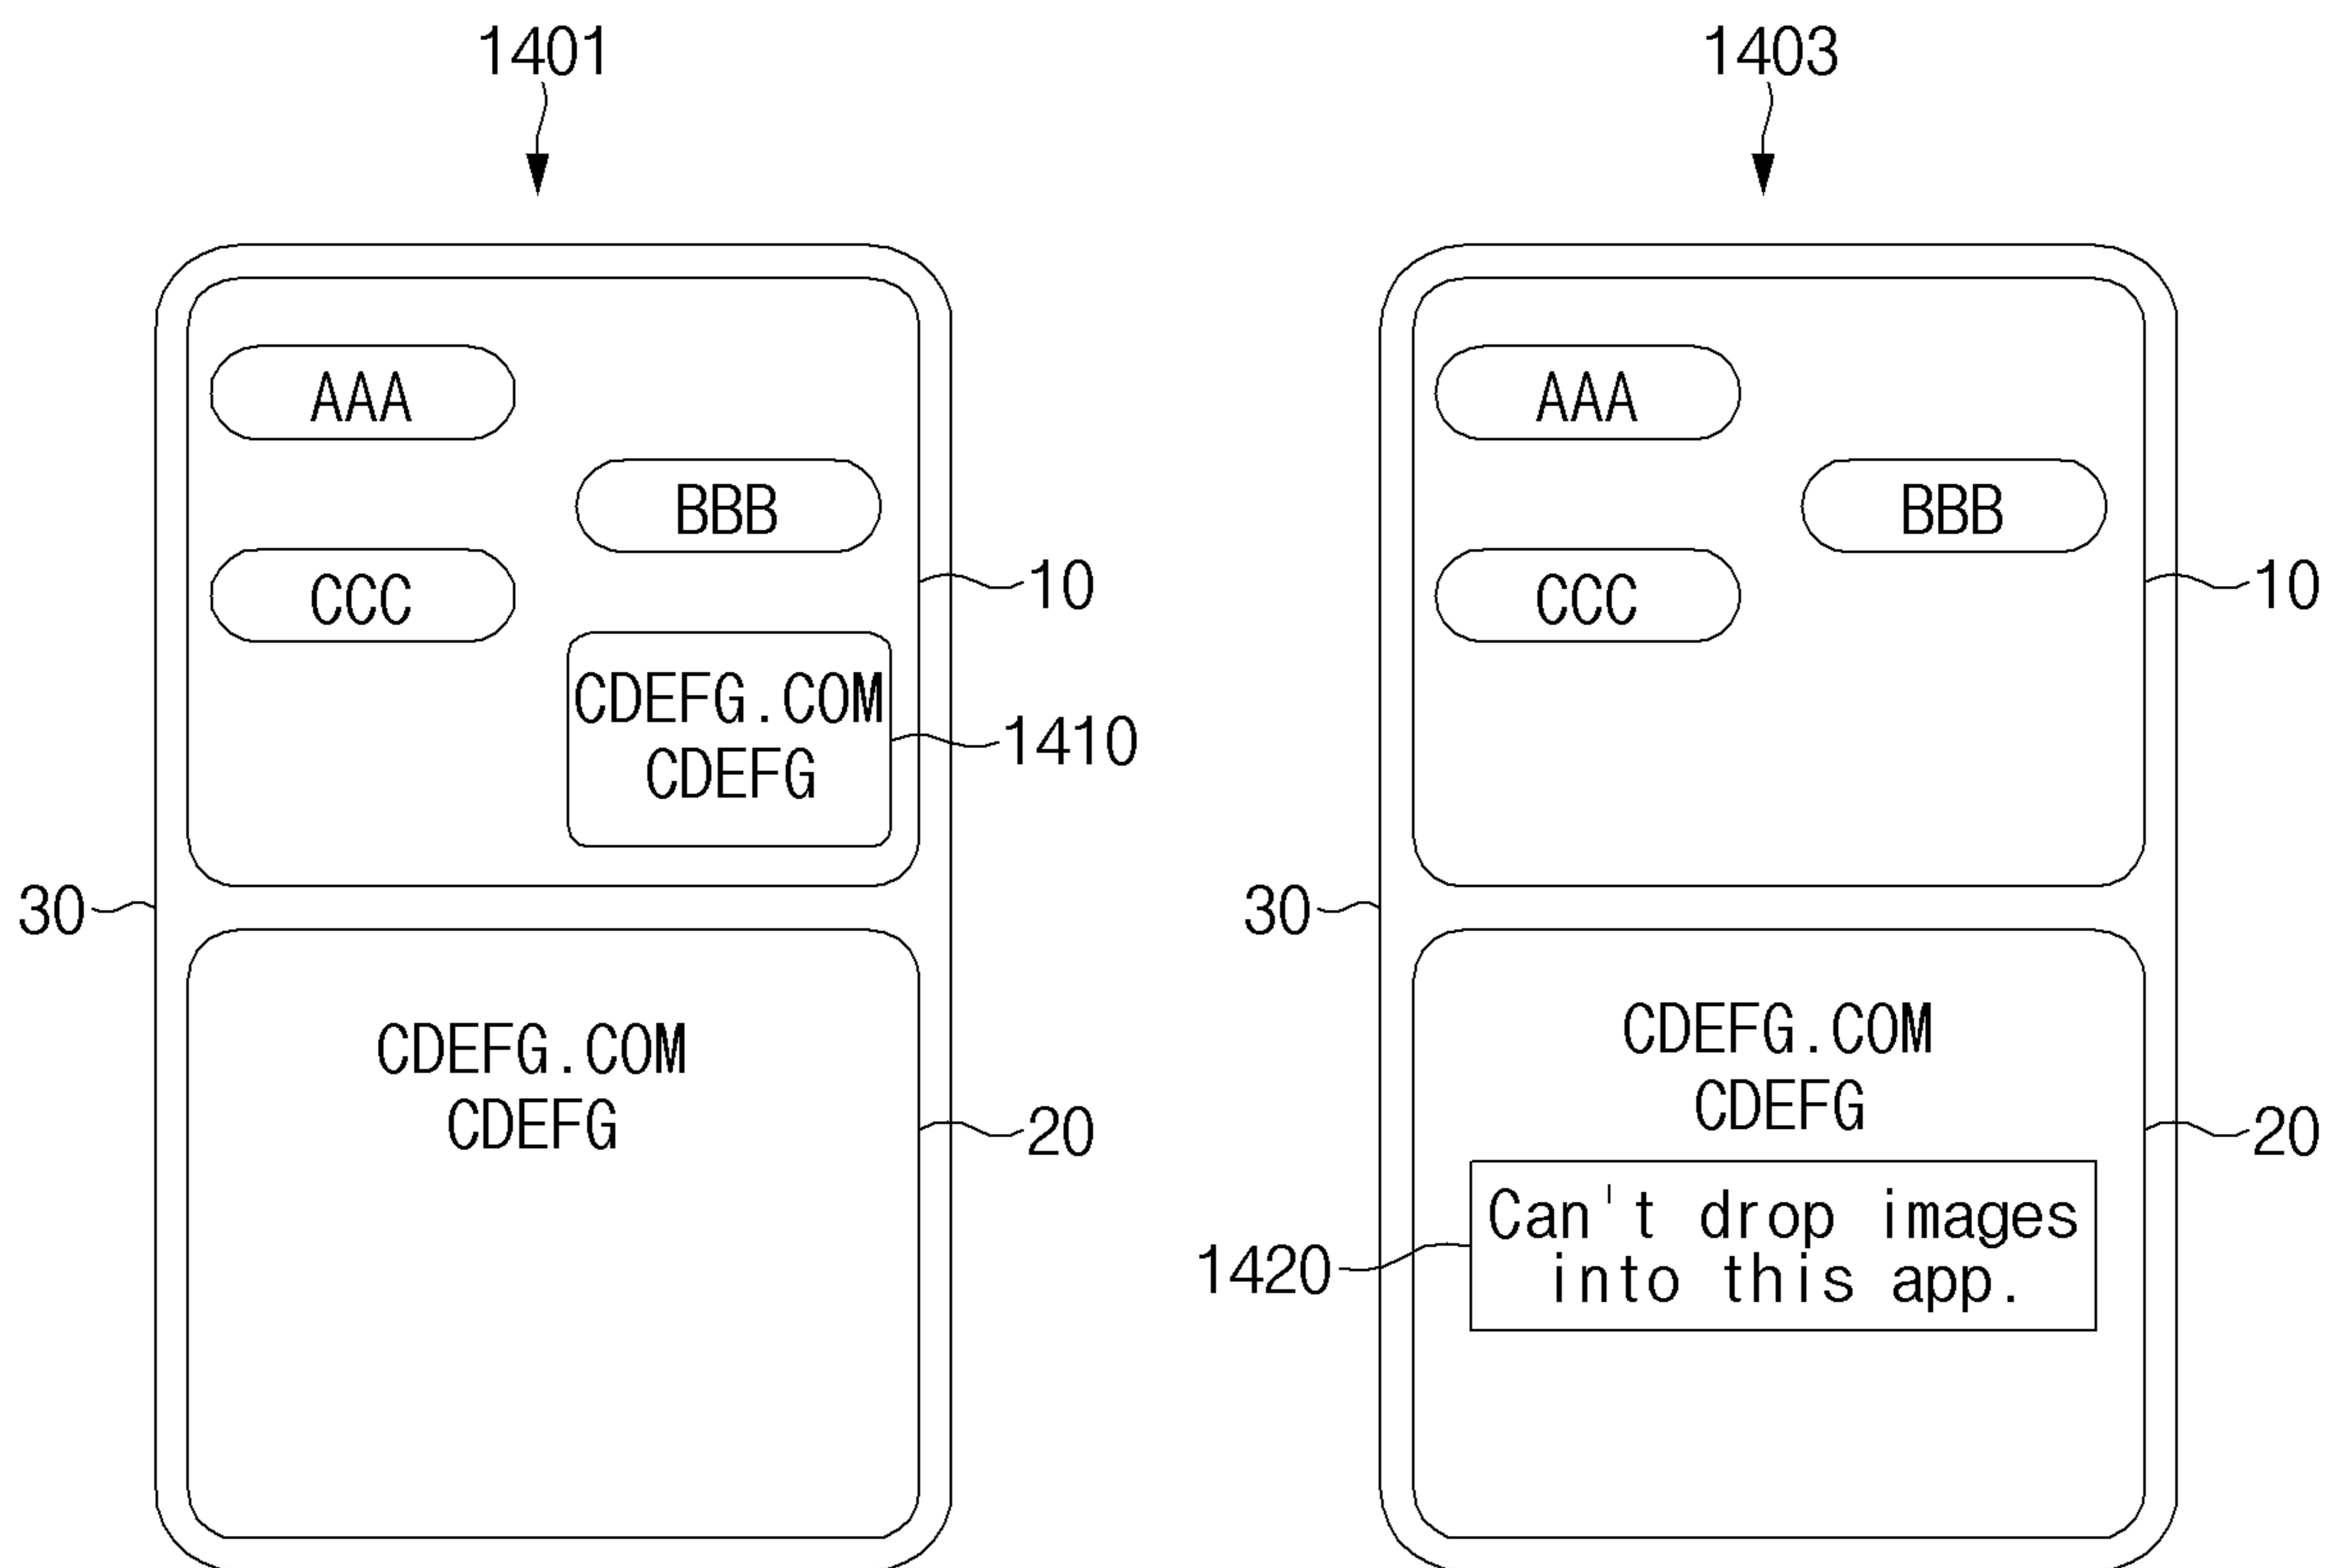 1401
AAA
BBB
CCC
10
CDEFG.COM
CDEFG
1410
30
CDEFG.COM
CDEFG
20
1403
AAA
BBB
CCC
10
30
CDEFG.COM
CDEFG
20
Can't drop images
into this app.
1420